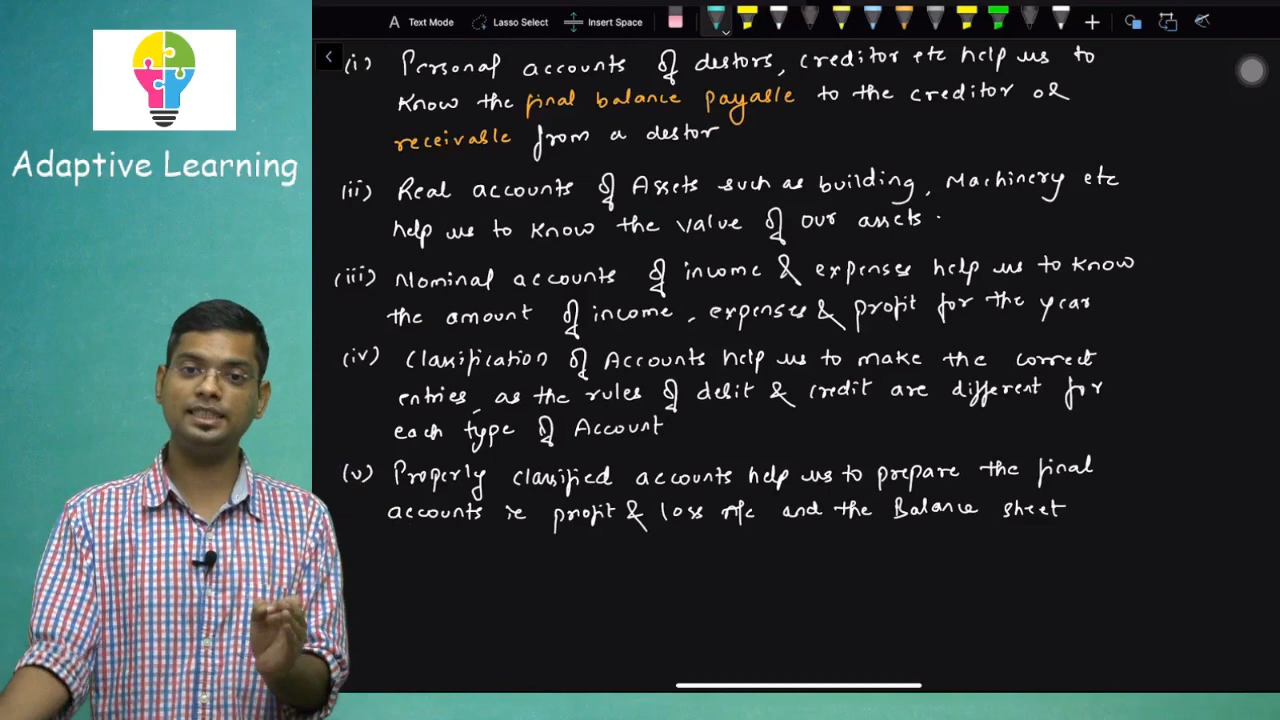 Text Mode
Lasso Select
Insert Space
Adaptive Learning
(i) Personal accounts of debtors, creditor etc help us to
know the final balance payable to the creditor or
receivable from a debtor
(ii) Real accounts of Assets such as building, Machinery etc
help us to know the value of our assets.
(iii) Nominal accounts of income & expenses help us to know
the amount of income, expenses & profit for the year
(iv) Classification of Accounts help us to make the correct
entries, as the rules of debit & credit are different for
each type of Account
(v) Properly classified accounts help us to prepare the final
accounts ie profit & loss A/c and the Balance sheet